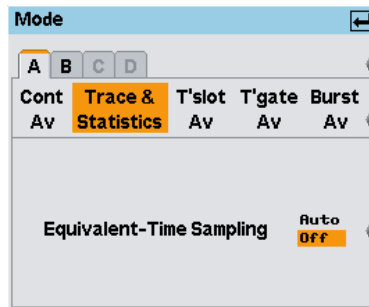 Mode
A B C D
Cont Trace & T'slot T'gate Burst
Av Statistics Av Av Av
Equivalent-Time Sampling
Auto
Off